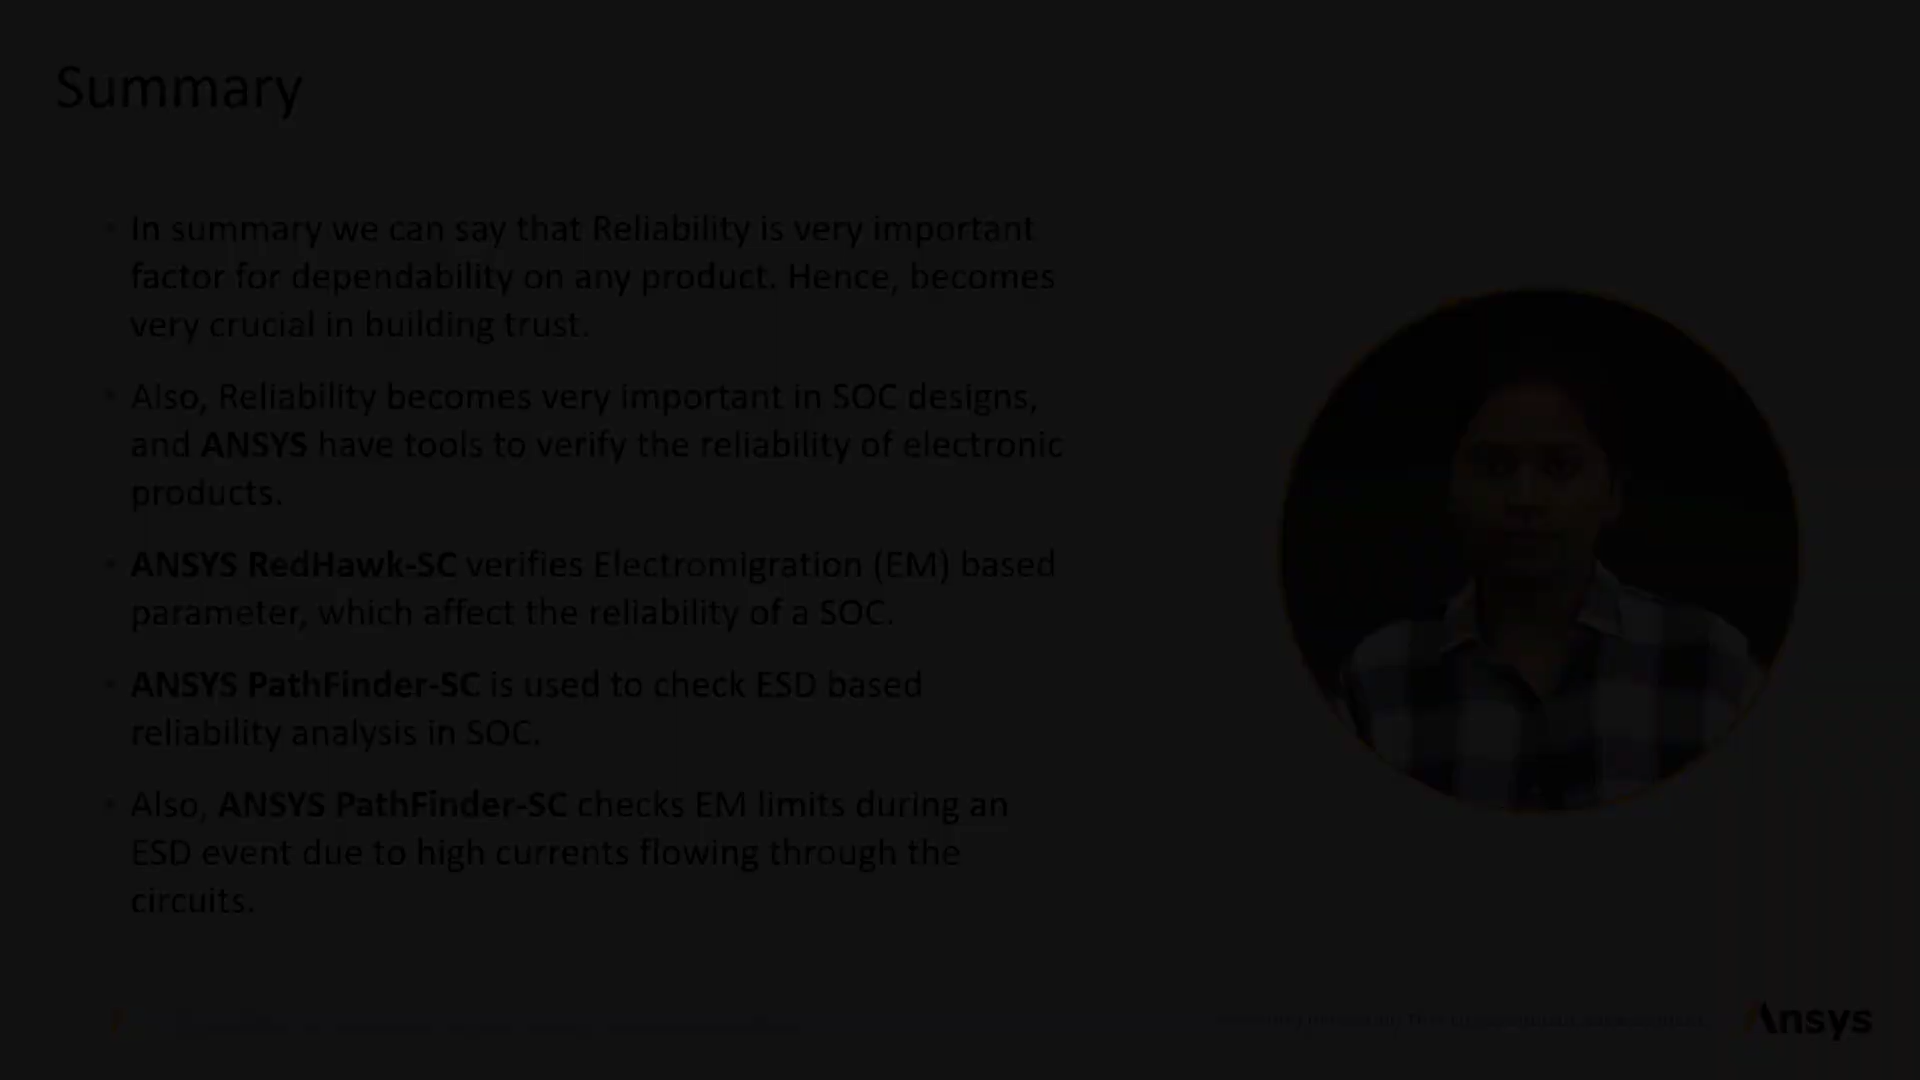 Summary
In summary we can say that Reliability is very important
factor for dependability on any product. Hence, becomes
very crucial in building trust.
Also, Reliability becomes very important in SOC designs,
and ANSYS have tools to verify the reliability of electronic
products.
ANSYS RedHawk-SC verifies Electromigration (EM) based
parameter, which affect the reliability of a SOC.
ANSYS PathFinder-SC is used to check ESD based
reliability analysis in SOC.
Also, ANSYS PathFinder-SC checks EM limits during an
ESD event due to high currents flowing through the
circuits.
Ansys